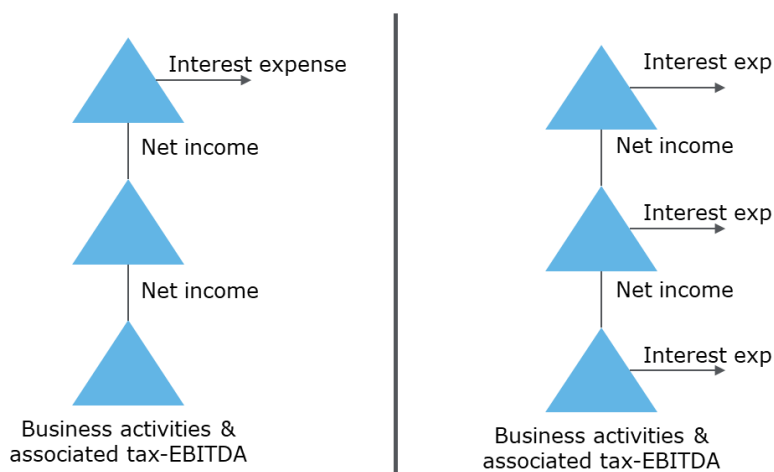 Interest expense
Net income
Net income
Business activities &
associated tax-EBITDA
Interest exp
Net income
Interest exp
Net income
Interest exp
Business activities &
associated tax-EBITDA